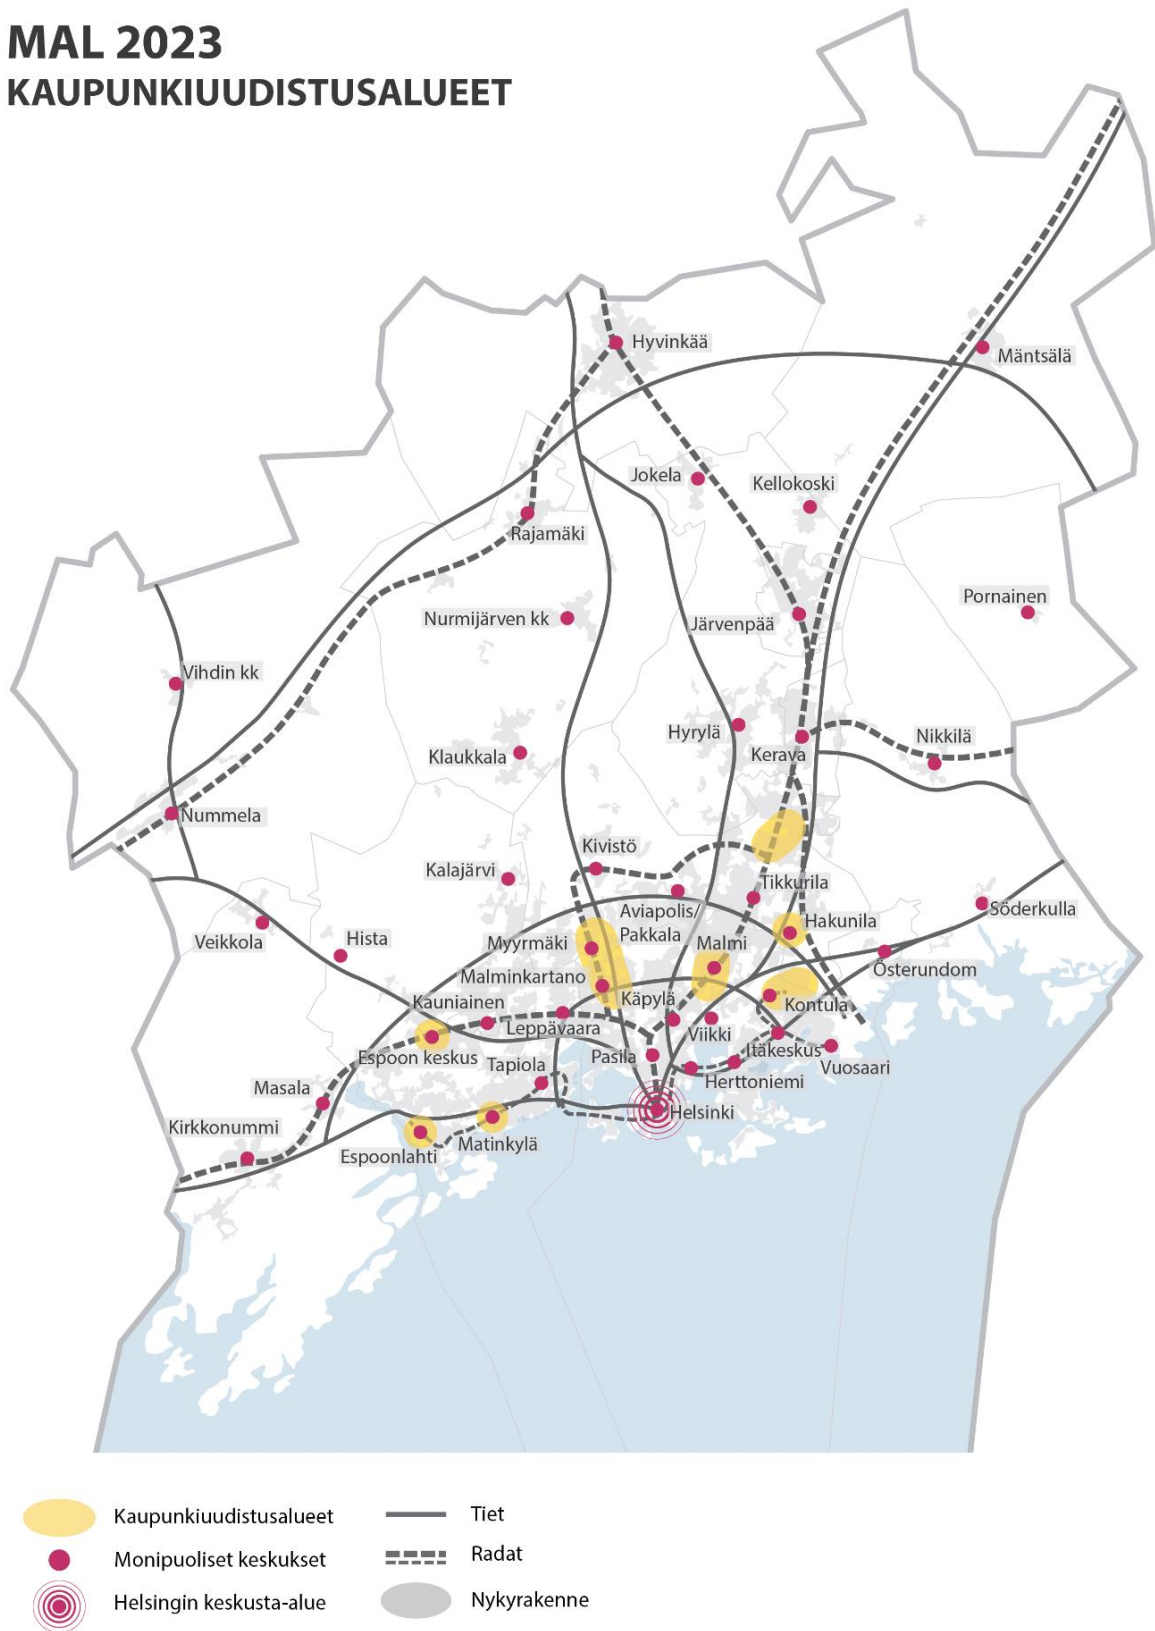 MAL 2023
KAUPUNKIUUDISTUSALUEET
Hyvinkää
Mäntsälä
Jokela
Kellokoski
Rajamäki
Pornainen
Nurmijärven kk
Järvenpää
Vihdin kk
Hyrylä
Nikkilä
Klaukkala
Kerava
Nummela
Kivistö
Kalajärvi
Tikkurila
Aviapolis/
Pakkala
Hakunila
Söderkulla
Veikkola
Hista
Myyrmäki
Malmi
Östersundom
Malminkartano
Käpylä
Kontula
Kauniainen
Leppävaara
Viikki
Itäkeskus
Espoon keskus
Pasila
Vuosaari
Tapiola
Herttoniemi
Masala
Helsinki
Kirkkonummi
Matinkylä
Espoonlahti
Kaupunkiuudistusalueet
Tiet
Monipuoliset keskukset
Radat
Helsingin keskusta-alue
Nykyrakenne